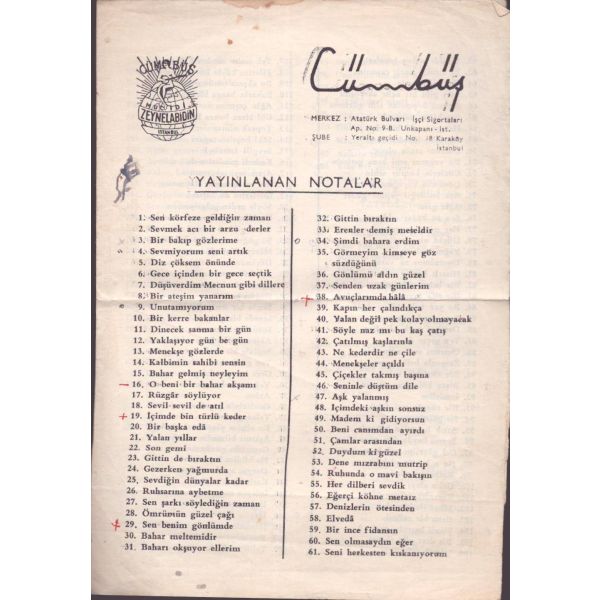 CÜMBÜŞ
ZEYNELABİDİN
İSTANBUL
Cümbüş
MERKEZ : Atatürk Bulvarı İşçi Sigortaları
Ap. No. 9-B. Unkapanı - İst.
ŞUBE : Yeraltı geçidi No. 18 Karaköy
İstanbul
YAYINLANAN NOTALAR
1. Sen körfeze geldiğin zaman
2. Sevmek acı bir arzu derler
3. Bir bakıp gözlerime
4. Sevmiyorum seni artık
5. Diz çöksem önünde
6. Gece içinden bir gece seçtik
7. Düşüverdim Mecnun gibi dillere
8. Bir ateşim yanarım
9. Unutamıyorum
10. Bir kerre bakanlar
11. Dinecek sanma bir gün
12. Yaklaşıyor gün be gün
13. Menekşe gözlerde
14. Kalbimin sahibi sensin
15. Bahar gelmiş neyleyim
16. O beni bir bahar akşamı
17. Rüzgâr söylüyor
18. Sevil sevil de atıl
19. İçimde bin türlü keder
20. Bir başka edâ
21. Yalan yıllar
22. Son gemi
23. Gittin de bıraktın
24. Gezerken yağmurda
25. Sevdiğin dünyalar kadar
26. Ruhsarına aybetme
27. Sen şarkı söylediğin zaman
28. Ömrümün güzel çağı
29. Sen benim gönlümde
30. Bahar meltemidir
31. Baharı okşuyor ellerim
32. Gittin bıraktın
33. Erenler demiş meseldir
34. Şimdi bahara erdim
35. Görmeyim kimseye göz
süzdüğünü
36. Gönlümü aldın güzel
37. Senden uzak günlerim
38. Avuçlarımda hâlâ
39. Kapın her çalındıkça
40. Yalan değil pek kolay olmayacak
41. Söyle naz mı bu kaş çatış
42. Çatılmış kaşlarınla
43. Ne kederdir ne çile
44. Menekşeler açıldı
45. Çiçekler takmış başına
46. Seninle düştüm dile
47. Aşk yalanmış
48. İçimdeki aşkın sonsuz
49. Madem ki gidiyorsun
50. Beni canımdan ayırdı
51. Çamlar arasından
52. Duydum ki güzel
53. Dene mızrabını mutrip
54. Ruhunda o mavi bakışın
55. Her dilberi sevdik
56. Eğerçi köhne metaız
57. Denizlerin ötesinden
58. Elvedâ
59. Bir ince fidansın
60. Sen olmasaydın eğer
61. Seni herkesten kıskanıyorum